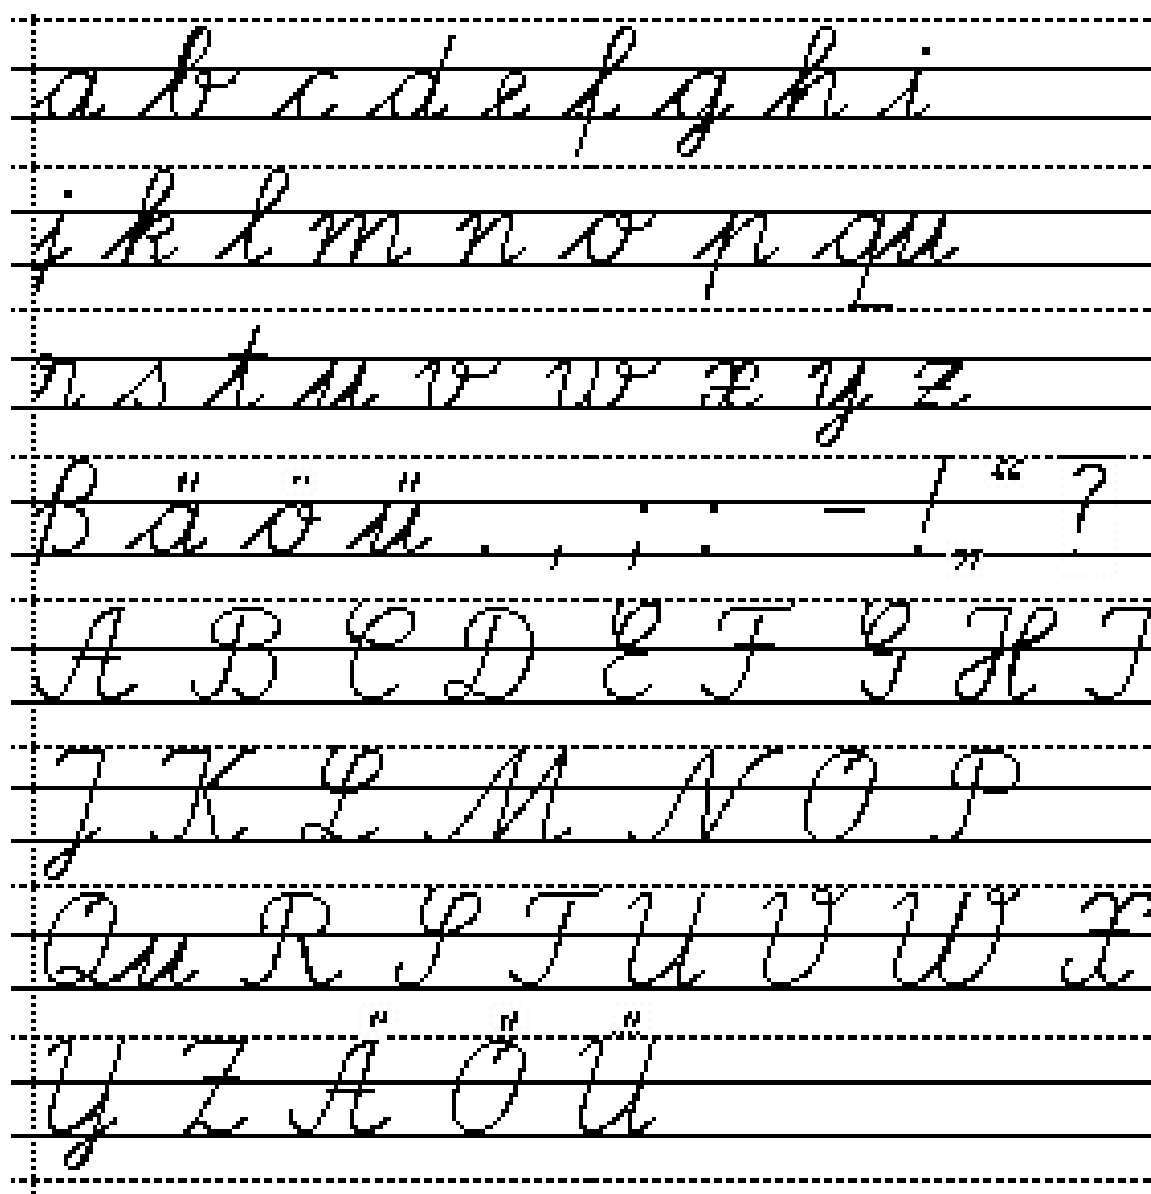 a b c d e f g h i
j k l m n o p qu
r s t u v w x y z
ß ä ö ü . , ; : - ! „ “ ?
A B C D E F G H I
J K L M N O P
Qu R S T U V W X
Y Z Ä Ö Ü